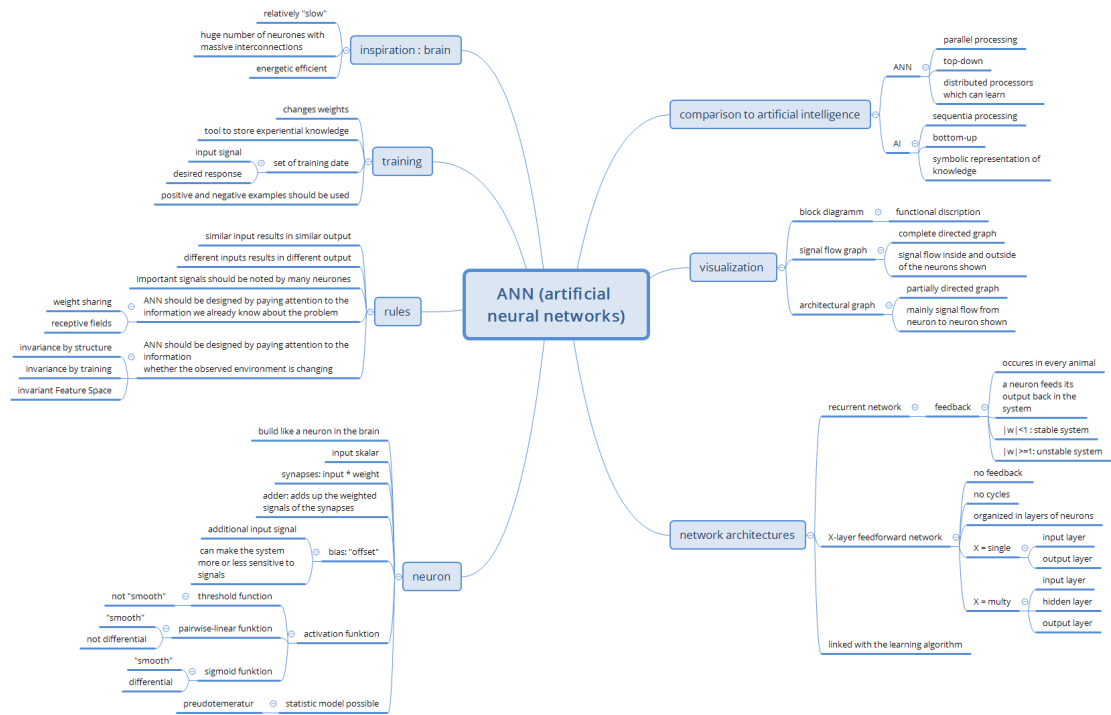 relatively "slow"
huge number of neurones with
massive interconnections
energetic efficient
inspiration : brain
changes weights
tool to store experiential knowledge
input signal
desired response
set of training date
positive and negative examples should be used
training
similar input results in similar output
different inputs results in different output
important signals should be noted by many neurones
weight sharing
receptive fields
ANN should be designed by paying attention to the
information we already know about the problem
invariance by structure
invariance by training
invariant Feature Space
ANN should be designed by paying attention to the
information
whether the observed environment is changing
rules
build like a neuron in the brain
input skalar
synapses: input * weight
adder: adds up the weighted
signals of the synapses
additional input signal
can make the system
more or less sensitive to
signals
bias: "offset"
not "smooth"
threshold function
"smooth"
not differential
pairwise-linear funktion
"smooth"
differential
sigmoid funktion
activation funktion
preudotemeratur
statistic model possible
neuron
ANN (artificial
neural networks)
comparison to artificial intelligence
ANN
parallel processing
top-down
distributed processors
which can learn
AI
sequentia processing
bottom-up
symbolic representation of
knowledge
visualization
block diagramm
functional discription
signal flow graph
complete directed graph
signal flow inside and outside
of the neurons shown
architectural graph
partially directed graph
mainly signal flow from
neuron to neuron shown
network architectures
recurrent network
feedback
occures in every animal
a neuron feeds its
output back in the
system
|w|<1 : stable system
|w|>=1: unstable system
X-layer feedforward network
no feedback
no cycles
organized in layers of neurons
X = single
input layer
output layer
X = multy
input layer
hidden layer
output layer
linked with the learning algorithm